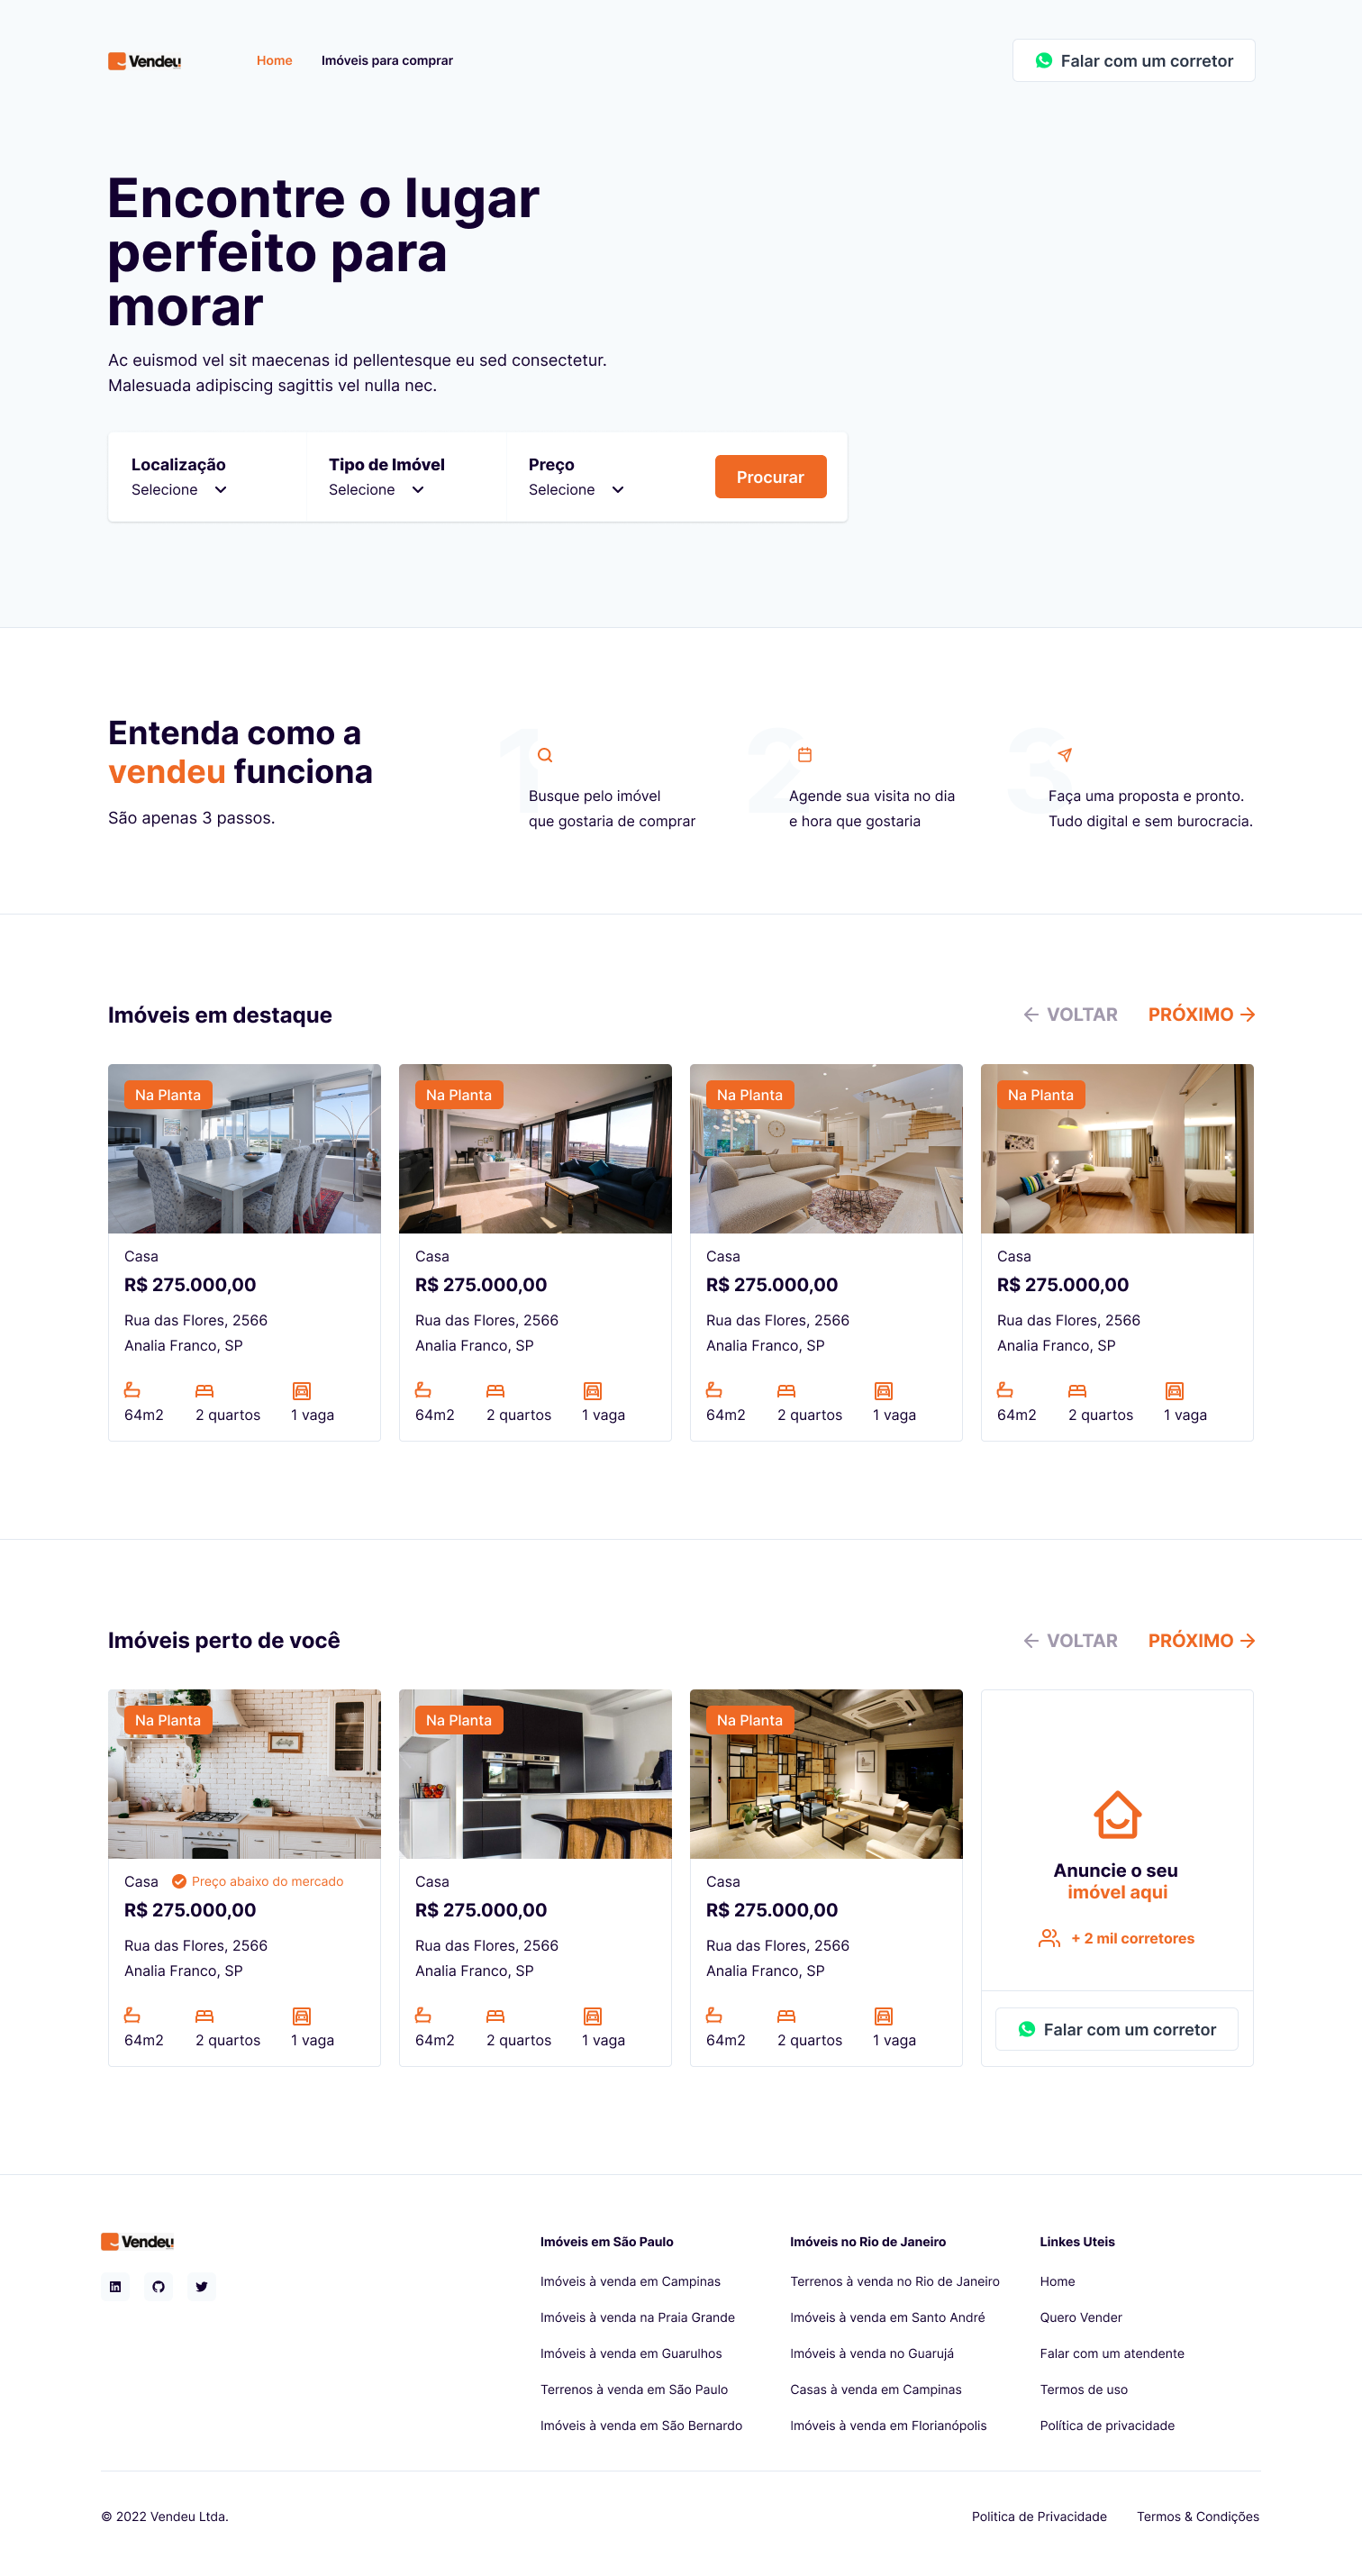 Vendeu
Home
Imóveis para comprar
Falar com um corretor
Encontre o lugar
perfeito para
morar
Ac euismod vel sit maecenas id pellentesque eu sed consectetur.
Malesuada adipiscing sagittis vel nulla nec.
Localização
Selecione
Tipo de Imóvel
Selecione
Preço
Selecione
Procurar
Entenda como a
vendeu funciona
São apenas 3 passos.
1
Busque pelo imóvel
que gostaria de comprar
2
Agende sua visita no dia
e hora que gostaria
3
Faça uma proposta e pronto.
Tudo digital e sem burocracia.
Imóveis em destaque
VOLTAR
PRÓXIMO
Na Planta
Casa
R$ 275.000,00
Rua das Flores, 2566
Analia Franco, SP
64m2
2 quartos
1 vaga
Na Planta
Casa
R$ 275.000,00
Rua das Flores, 2566
Analia Franco, SP
64m2
2 quartos
1 vaga
Na Planta
Casa
R$ 275.000,00
Rua das Flores, 2566
Analia Franco, SP
64m2
2 quartos
1 vaga
Na Planta
Casa
R$ 275.000,00
Rua das Flores, 2566
Analia Franco, SP
64m2
2 quartos
1 vaga
Imóveis perto de você
VOLTAR
PRÓXIMO
Na Planta
Casa
Preço abaixo do mercado
R$ 275.000,00
Rua das Flores, 2566
Analia Franco, SP
64m2
2 quartos
1 vaga
Na Planta
Casa
R$ 275.000,00
Rua das Flores, 2566
Analia Franco, SP
64m2
2 quartos
1 vaga
Na Planta
Casa
R$ 275.000,00
Rua das Flores, 2566
Analia Franco, SP
64m2
2 quartos
1 vaga
Anuncie o seu
imóvel aqui
+ 2 mil corretores
Falar com um corretor
Vendeu
Imóveis em São Paulo
Imóveis à venda em Campinas
Imóveis à venda na Praia Grande
Imóveis à venda em Guarulhos
Terrenos à venda em São Paulo
Imóveis à venda em São Bernardo
Imóveis no Rio de Janeiro
Terrenos à venda no Rio de Janeiro
Imóveis à venda em Santo André
Imóveis à venda no Guarujá
Casas à venda em Campinas
Imóveis à venda em Florianópolis
Linkes Uteis
Home
Quero Vender
Falar com um atendente
Termos de uso
Política de privacidade
© 2022 Vendeu Ltda.
Politica de Privacidade
Termos & Condições